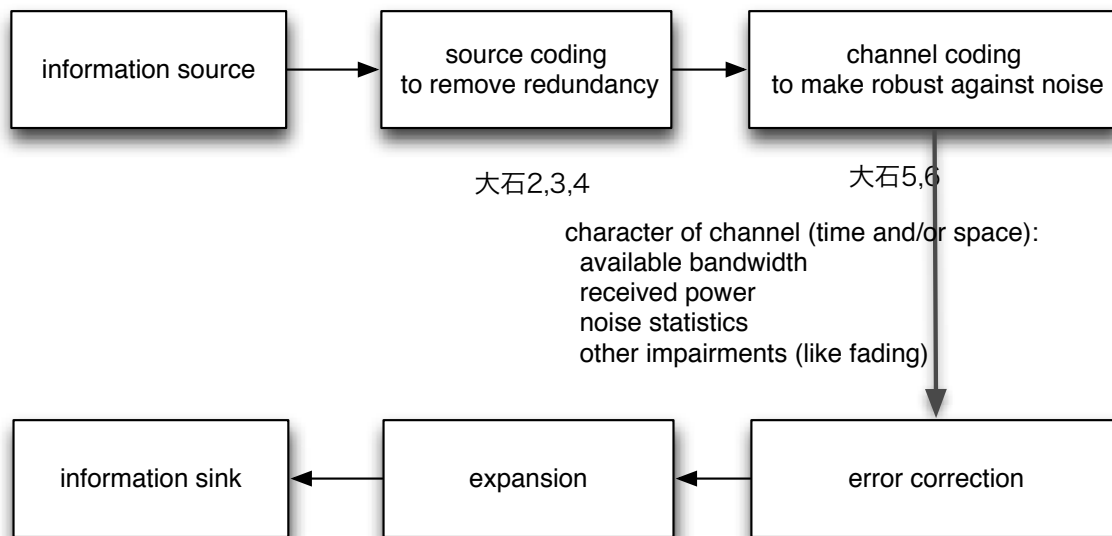 information source
source coding
to remove redundancy
channel coding
to make robust against noise
大石2,3,4
大石5,6
character of channel (time and/or space):
available bandwidth
received power
noise statistics
other impairments (like fading)
information sink
expansion
error correction